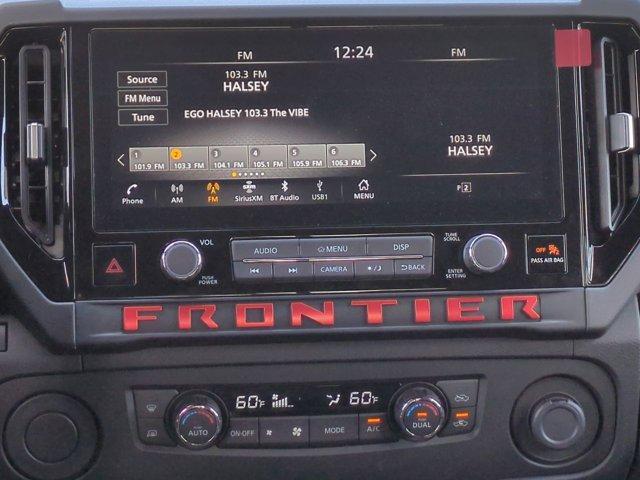 FM 12:24 FM
Source
103.3 FM
HALSEY
FM Menu
Tune
EGO HALSEY 103.3 The VIBE
103.3 FM
HALSEY
1 2 3 4 5 6
101.9 FM 103.3 FM 104.1 FM 105.1 FM 105.9 FM 106.3 FM
Phone AM FM SXM SiriusXM BT Audio USB1 MENU
P 2
VOL
PUSH POWER
AUDIO MENU DISP
CAMERA BACK
TUNE SCROLL
ENTER SETTING
OFF
PASS AIR BAG
FRONTIER
60°F 60°F
AUTO
ON·OFF MODE A/C
DUAL